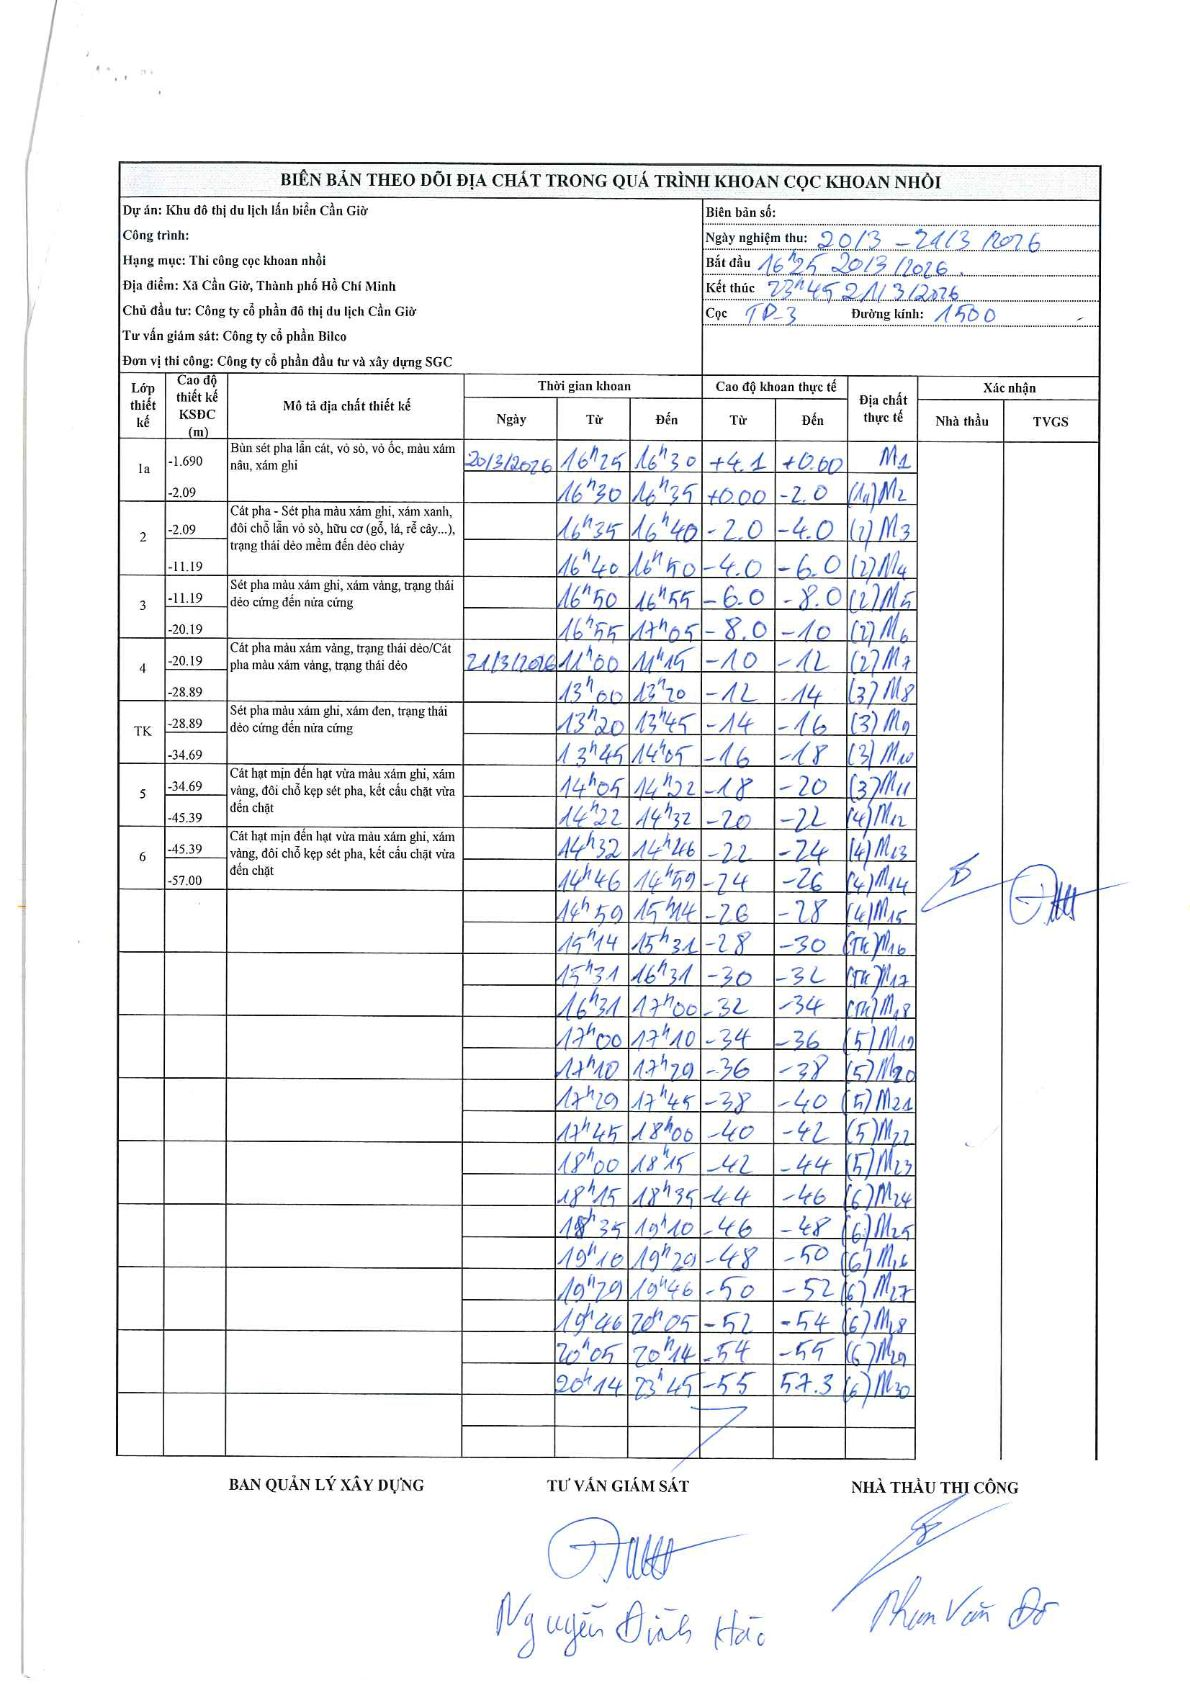 BIÊN BẢN THEO DÕI ĐỊA CHẤT TRONG QUÁ TRÌNH KHOAN CỌC KHOAN NHỒI
Dự án: Khu đô thị du lịch lấn biển Cần Giờ
Công trình:
Hạng mục: Thi công cọc khoan nhồi
Địa điểm: Xã Cần Giờ, Thành phố Hồ Chí Minh
Chủ đầu tư: Công ty cổ phần đô thị du lịch Cần Giờ
Tư vấn giám sát: Công ty cổ phần Bilco
Đơn vị thi công: Công ty cổ phần đầu tư và xây dựng SGC
Biên bản số:
Ngày nghiệm thu: 20/3 - 21/3/2026
Bắt đầu 16h25 20/3/2026.
Kết thúc 23h45 21/3/2026
Cọc TP-3 Đường kính: 1500
Lớp thiết kế Cao độ thiết kế KSĐC (m) Mô tả địa chất thiết kế Thời gian khoan Cao độ khoan thực tế Địa chất thực tế Xác nhận
Ngày Từ Đến Từ Đến Nhà thầu TVGS
1a -1.690 Bùn sét pha lẫn cát, vỏ sò, vỏ ốc, màu xám nâu, xám ghi 20/3/2026 16h25 16h30 +4.1 +0.00 M1
-2.09 16h30 16h35 +0.00 -2.0 (1a) M2
2 -2.09 Cát pha - Sét pha màu xám ghi, xám xanh, đôi chỗ lẫn vỏ sò, hữu cơ (gỗ, lá, rễ cây...), trạng thái dẻo mềm đến dẻo chảy 16h35 16h40 -2.0 -4.0 (2) M3
-11.19 16h40 16h50 -4.0 -6.0 (2) M4
3 -11.19 Sét pha màu xám ghi, xám vàng, trạng thái dẻo cứng đến nửa cứng 16h50 16h55 -6.0 -8.0 (2) M5
-20.19 16h55 17h05 -8.0 -10 (2) M6
4 -20.19 Cát pha màu xám vàng, trạng thái dẻo/Cát pha màu xám vàng, trạng thái dẻo 21/3/2026 11h00 11h15 -10 -12 (2) M7
-28.89 13h00 13h20 -12 -14 (3) M8
TK -28.89 Sét pha màu xám ghi, xám đen, trạng thái dẻo cứng đến nửa cứng 13h20 13h45 -14 -16 (3) M9
-34.69 13h45 14h05 -16 -18 (3) M10
5 -34.69 Cát hạt mịn đến hạt vừa màu xám ghi, xám vàng, đôi chỗ kẹp sét pha, kết cấu chặt vừa đến chặt 14h05 14h22 -18 -20 (3) M11
-45.39 14h22 14h32 -20 -22 (4) M12
6 -45.39 Cát hạt mịn đến hạt vừa màu xám ghi, xám vàng, đôi chỗ kẹp sét pha, kết cấu chặt vừa đến chặt 14h32 14h46 -22 -24 (4) M13
-57.00 14h46 14h59 -24 -26 (4) M14
14h59 15h14 -26 -28 (4) M15
15h14 15h31 -28 -30 (TK) M16
15h31 16h31 -30 -32 (TK) M17
16h31 17h00 -32 -34 (TK) M18
17h00 17h10 -34 -36 (5) M19
17h10 17h29 -36 -38 (5) M20
17h29 17h45 -38 -40 (5) M21
17h45 18h00 -40 -42 (5) M22
18h00 18h15 -42 -44 (5) M23
18h15 18h35 -44 -46 (6) M24
18h35 19h10 -46 -48 (6) M25
19h10 19h29 -48 -50 (6) M26
19h29 19h46 -50 -52 (6) M27
19h46 20h05 -52 -54 (6) M28
20h05 20h14 -54 -55 (6) M29
20h14 23h45 -55 57.3 (6) M30
BAN QUẢN LÝ XÂY DỰNG TƯ VẤN GIÁM SÁT NHÀ THẦU THI CÔNG
Nguyễn Đình Phan Văn